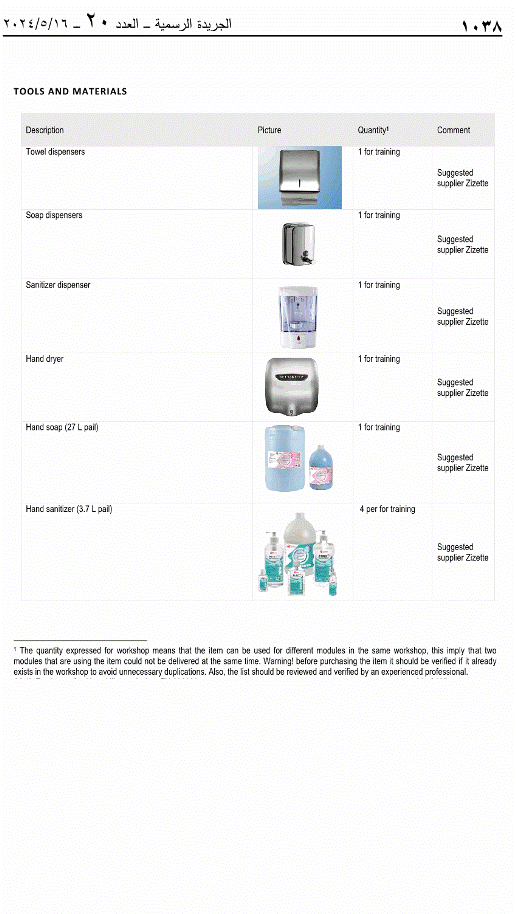 ١٠٣٨
الجريدة الرسمية – العدد ٢٠ – ٢٠٢٤/٥/١٦
TOOLS AND MATERIALS
Description Picture Quantity¹ Comment
Towel dispensers 1 for training
Suggested
supplier Zizette
Soap dispensers 1 for training
Suggested
supplier Zizette
Sanitizer dispenser 1 for training
Suggested
supplier Zizette
Hand dryer 1 for training
Suggested
supplier Zizette
Hand soap (27 L pail) 1 for training
Suggested
supplier Zizette
Hand sanitizer (3.7 L pail) 4 per for training
Suggested
supplier Zizette
¹ The quantity expressed for workshop means that the item can be used for different modules in the same workshop, this imply that two
modules that are using the item could not be delivered at the same time. Warning! before purchasing the item it should be verified if it already
exists in the workshop to avoid unnecessary duplications. Also, the list should be reviewed and verified by an experienced professional.